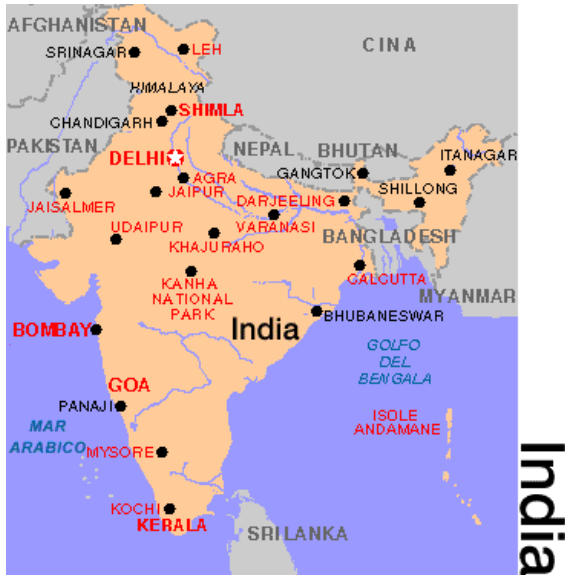 AFGHANISTAN
LEH
CINA
SRINAGAR
HIMALAYA
SHIMLA
CHANDIGARH
PAKISTAN
DELHI
NEPAL
BHUTAN
ITANAGAR
GANGTOK
AGRA
JAIPUR
SHILLONG
JAISALMER
DARJEELING
UDAIPUR
VARANASI
KHAJURAHO
BANGLADESH
KANHA
NATIONAL
PARK
CALCUTTA
MYANMAR
BOMBAY
India
BHUBANESWAR
GOLFO
DEL
BENGALA
GOA
PANAJI
ISOLE
ANDAMANE
MAR
ARABICO
MYSORE
KOCHI
KERALA
SRI LANKA
India